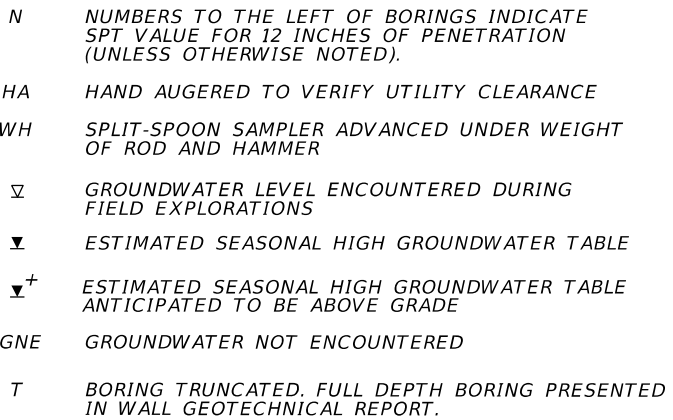 N NUMBERS TO THE LEFT OF BORINGS INDICATE
SPT VALUE FOR 12 INCHES OF PENETRATION
(UNLESS OTHERWISE NOTED).
HA HAND AUGERED TO VERIFY UTILITY CLEARANCE
WH SPLIT-SPOON SAMPLER ADVANCED UNDER WEIGHT
OF ROD AND HAMMER
GROUNDWATER LEVEL ENCOUNTERED DURING
FIELD EXPLORATIONS
ESTIMATED SEASONAL HIGH GROUNDWATER TABLE
+ ESTIMATED SEASONAL HIGH GROUNDWATER TABLE
ANTICIPATED TO BE ABOVE GRADE
GNE GROUNDWATER NOT ENCOUNTERED
T BORING TRUNCATED. FULL DEPTH BORING PRESENTED
IN WALL GEOTECHNICAL REPORT.